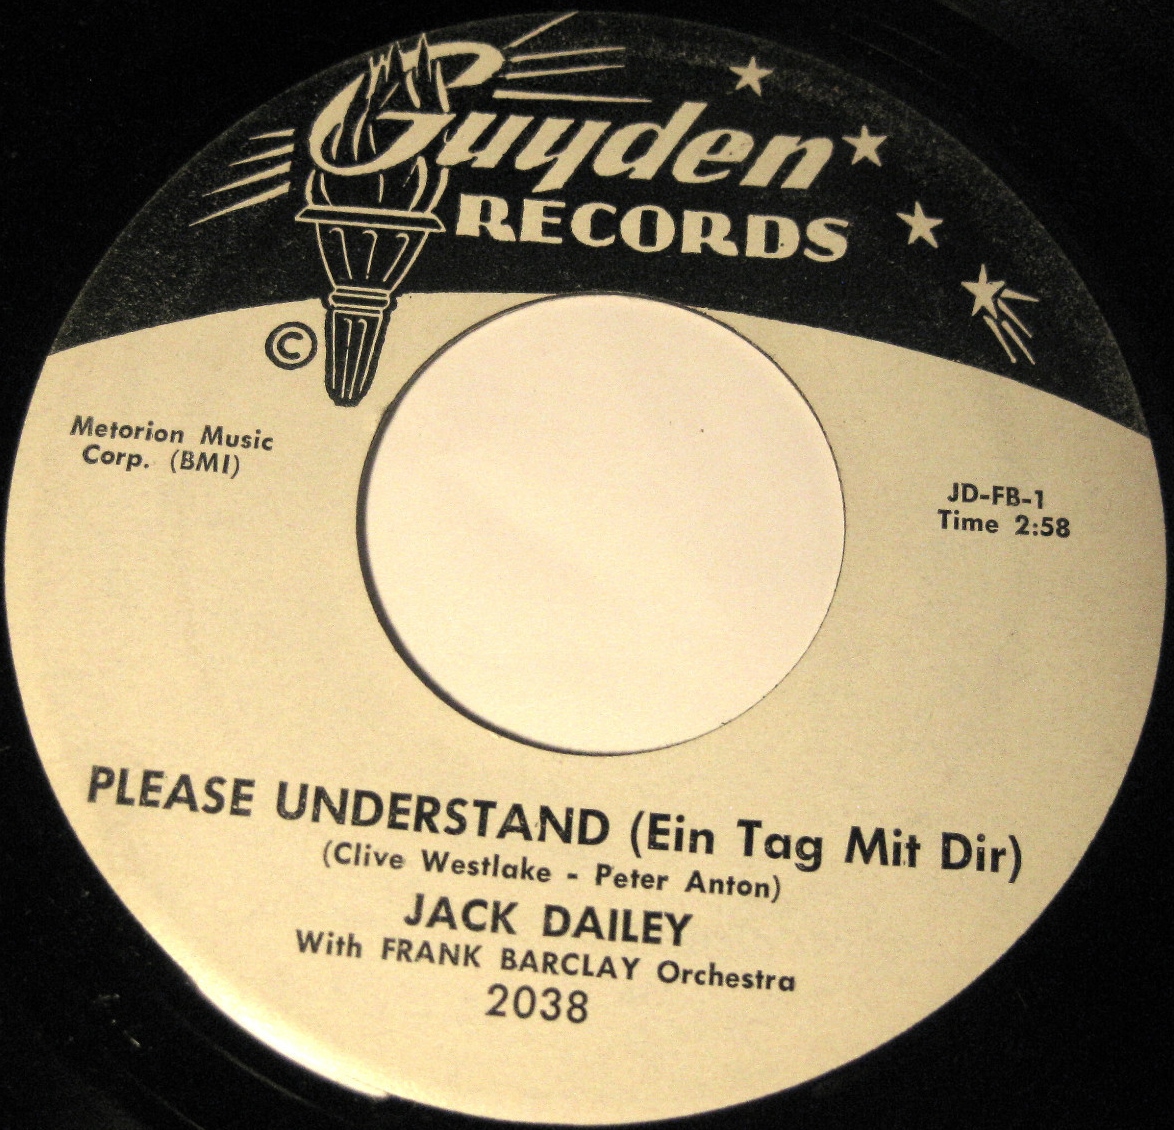 Guyden
RECORDS
©
Metorion Music
Corp. (BMI)
JD-FB-1
Time 2:58
PLEASE UNDERSTAND (Ein Tag Mit Dir)
(Clive Westlake - Peter Anton)
JACK DAILEY
With FRANK BARCLAY Orchestra
2038